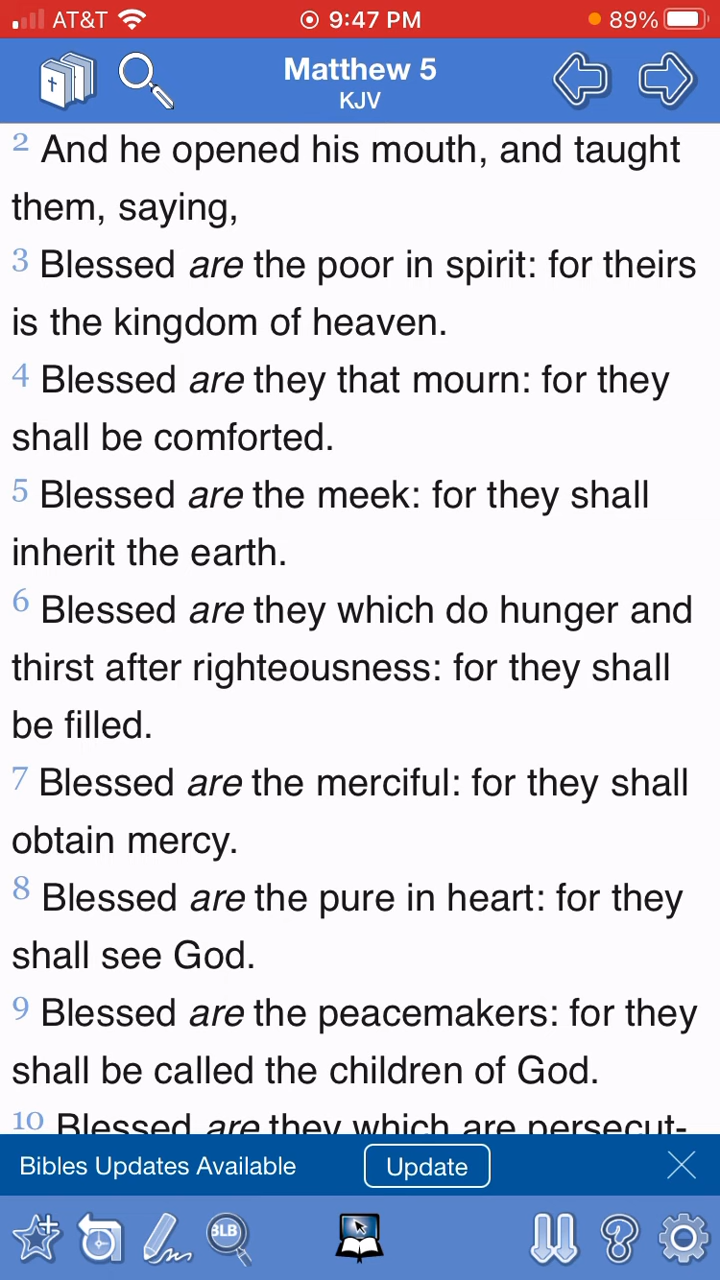 AT&T 9:47 PM 89%
Matthew 5
KJV
2 And he opened his mouth, and taught
them, saying,
3 Blessed are the poor in spirit: for theirs
is the kingdom of heaven.
4 Blessed are they that mourn: for they
shall be comforted.
5 Blessed are the meek: for they shall
inherit the earth.
6 Blessed are they which do hunger and
thirst after righteousness: for they shall
be filled.
7 Blessed are the merciful: for they shall
obtain mercy.
8 Blessed are the pure in heart: for they
shall see God.
9 Blessed are the peacemakers: for they
shall be called the children of God.
10 Blessed are they which are persecut-
Bibles Updates Available Update
BLB